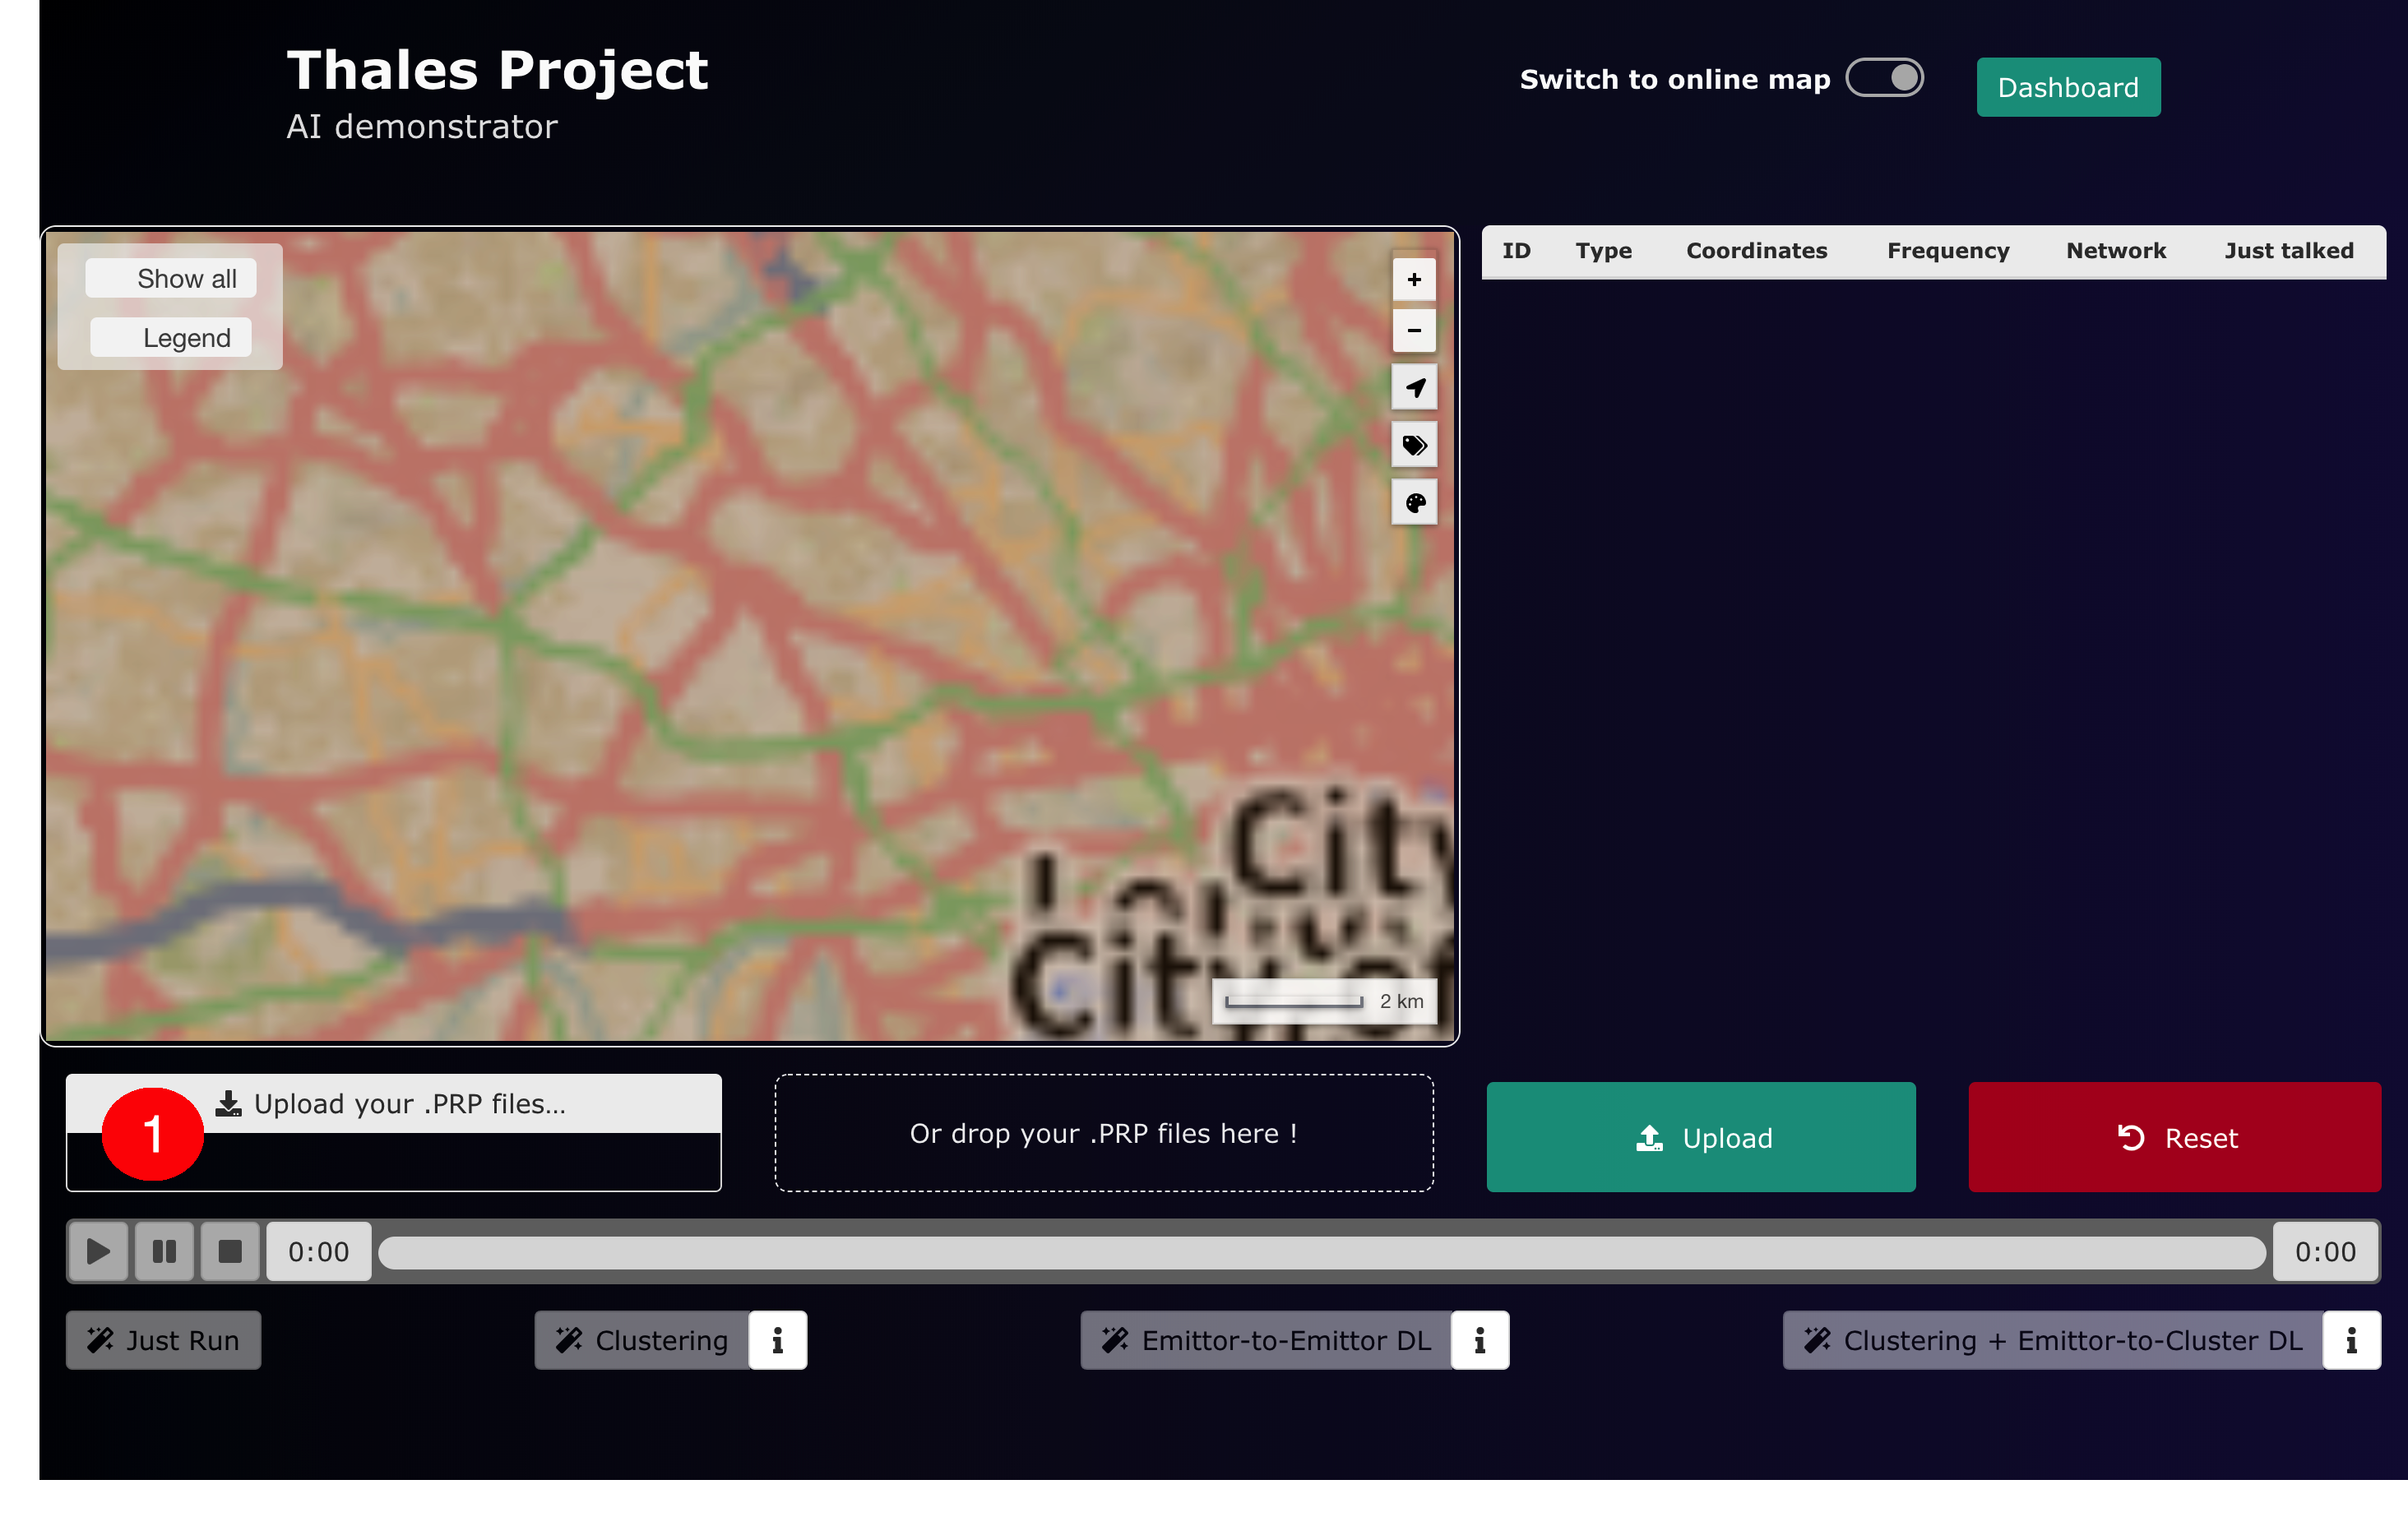 Thales Project
AI demonstrator
Switch to online map
Dashboard
Show all
Legend
+
−
ID Type Coordinates Frequency Network Just talked
City
City of
2 km
1
Upload your .PRP files...
Or drop your .PRP files here !
Upload
Reset
0:00
0:00
Just Run
Clustering
i
Emittor-to-Emittor DL
i
Clustering + Emittor-to-Cluster DL
i